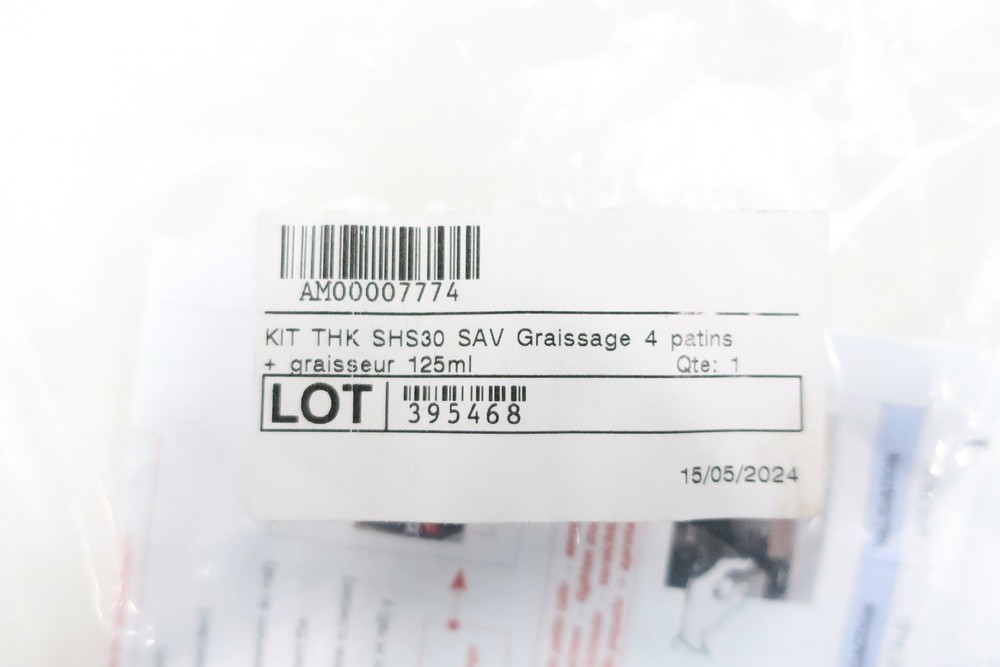 AM00007774
KIT THK SHS30 SAV Graissage 4 patins
+ graisseur 125ml Qte: 1
LOT 395468
15/05/2024